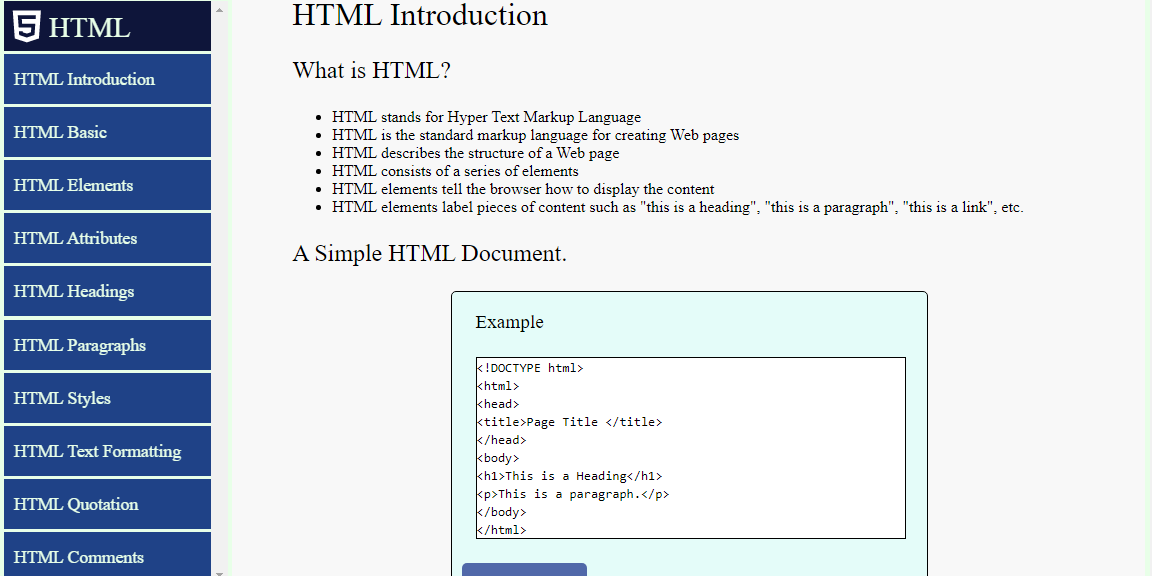 HTML
HTML Introduction
HTML Basic
HTML Elements
HTML Attributes
HTML Headings
HTML Paragraphs
HTML Styles
HTML Text Formatting
HTML Quotation
HTML Comments
HTML Introduction
What is HTML?
HTML stands for Hyper Text Markup Language
HTML is the standard markup language for creating Web pages
HTML describes the structure of a Web page
HTML consists of a series of elements
HTML elements tell the browser how to display the content
HTML elements label pieces of content such as "this is a heading", "this is a paragraph", "this is a link", etc.
A Simple HTML Document.
Example
<!DOCTYPE html>
<html>
<head>
<title>Page Title </title>
</head>
<body>
<h1>This is a Heading</h1>
<p>This is a paragraph.</p>
</body>
</html>